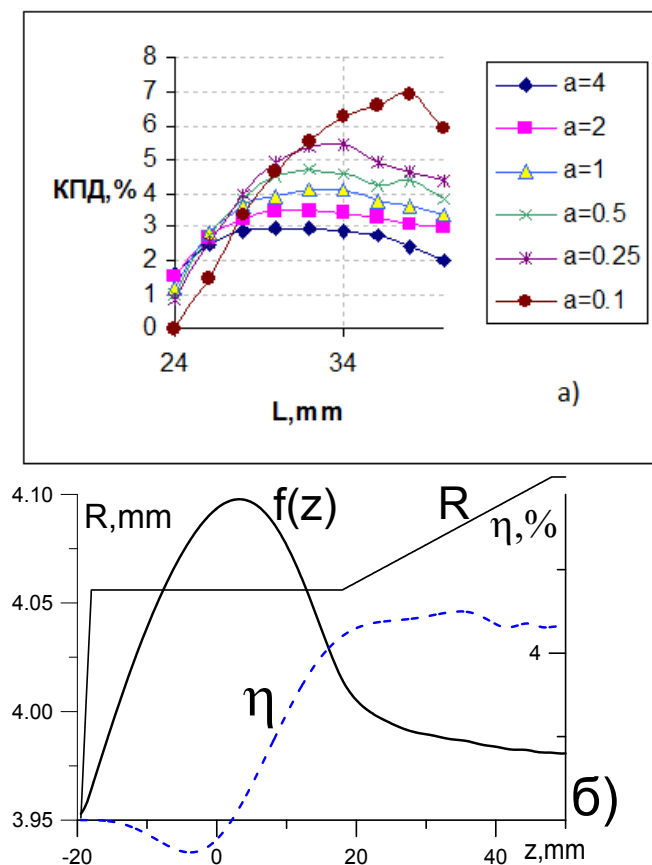 8
7
6
5
4
3
2
1
0
КПД,%
24 34
L,mm
a=4
a=2
a=1
a=0.5
a=0.25
a=0.1
а)
4.10
4.05
4.00
3.95
R,mm
f(z)
R
η,%
4
η
б)
-20 0 20 40
z,mm